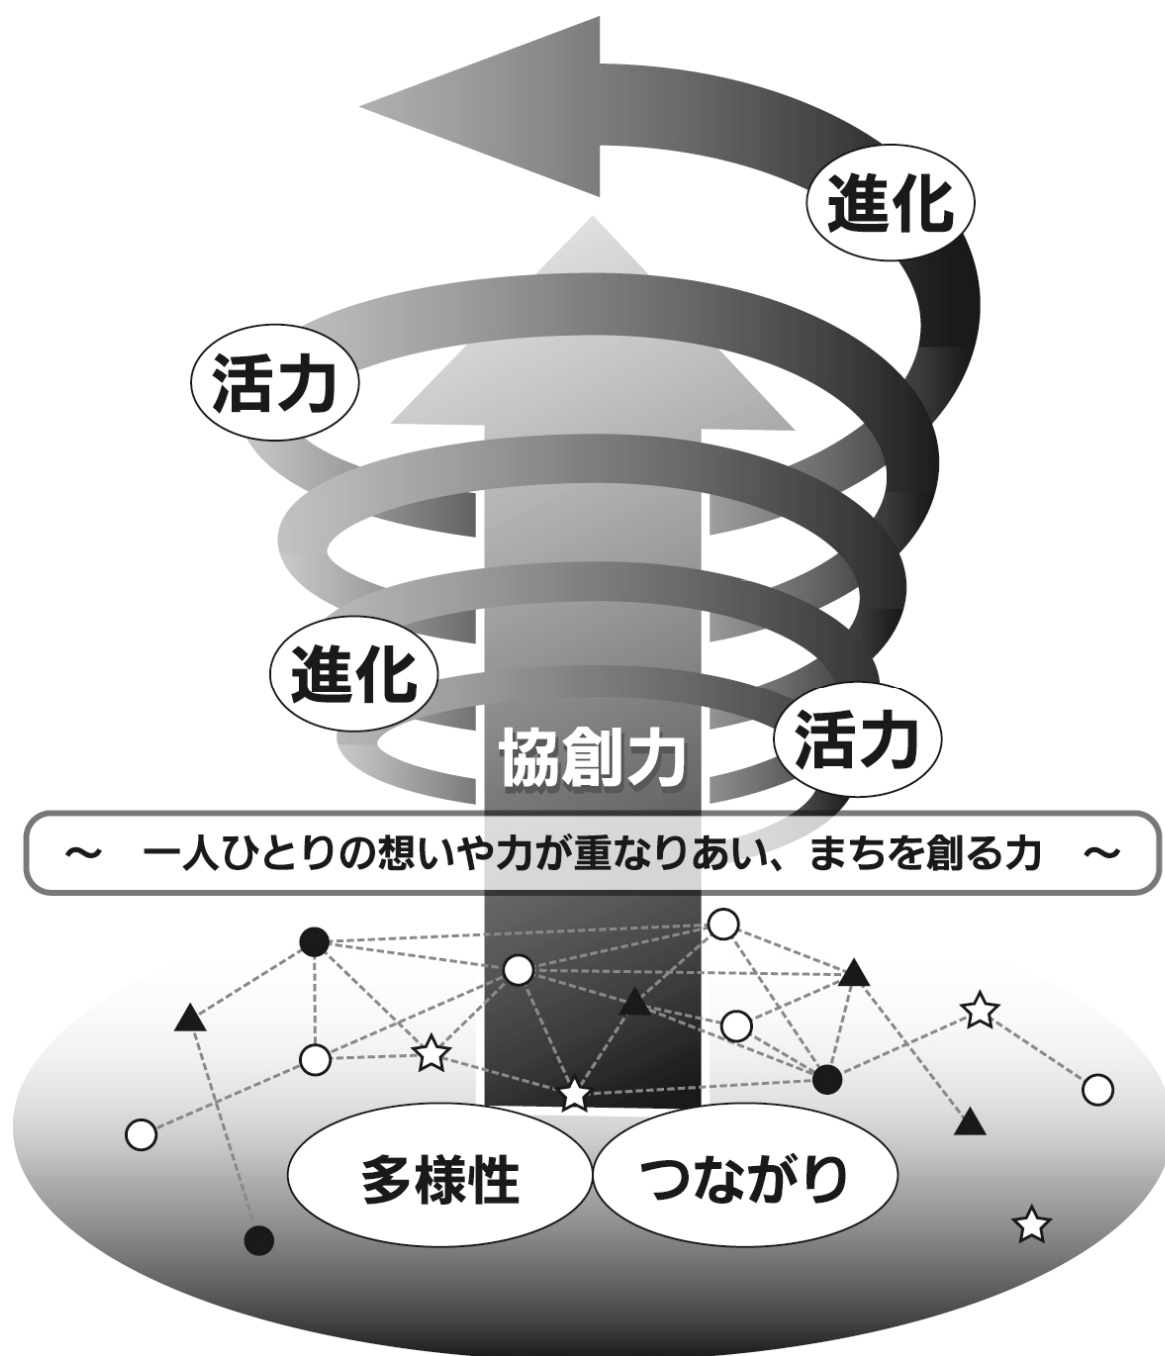 進化
活力
進化
活力
協創力
～　一人ひとりの想いや力が重なりあい、まちを創る力　～
多様性
つながり